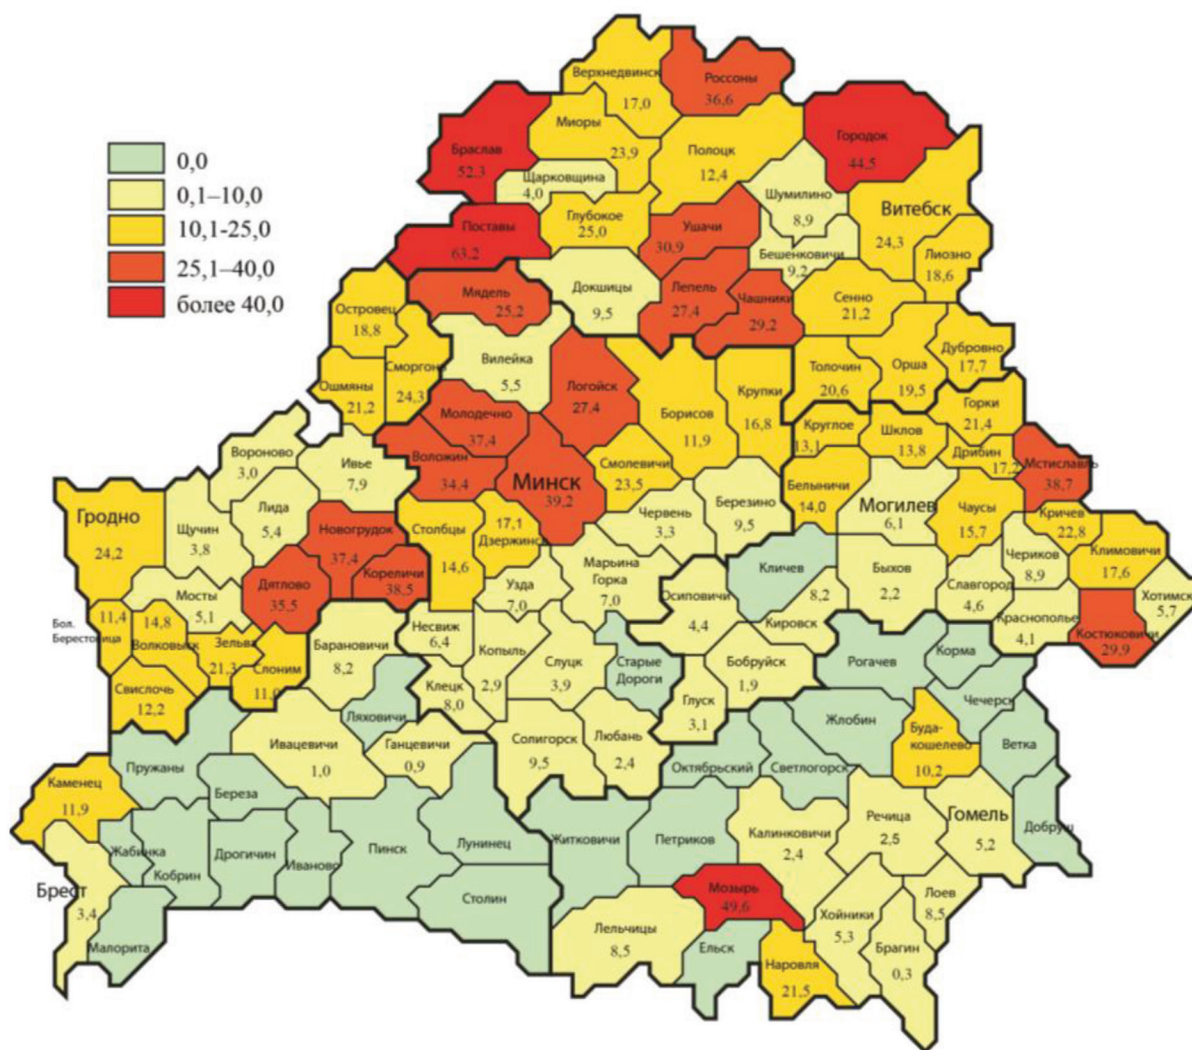 0,0
0,1–10,0
10,1-25,0
25,1–40,0
более 40,0
Верхнедвинск
17,0
Россоны
36,6
Миоры
23,9
Браслав
52,3
Полоцк
12,4
Городок
44,5
Шарковщина
4,0
Шумилино
8,9
Витебск
24,3
Поставы
63,2
Глубокое
25,0
Ушачи
30,9
Бешенковичи
9,2
Лиозно
18,6
Докшицы
9,5
Лепель
27,4
Чашники
29,2
Сенно
21,2
Мядель
25,2
Островец
18,8
Вилейка
5,5
Дубровно
17,7
Орша
19,5
Толочин
20,6
Ошмяны
21,2
Сморгонь
24,3
Логойск
27,4
Борисов
11,9
Крупки
16,8
Молодечно
37,4
Круглое
13,1
Шклов
13,8
Горки
21,4
Дрибин
17,2
Мстиславль
38,7
Вороново
3,0
Ивье
7,9
Воложин
34,4
Минск
39,2
Смолевичи
23,5
Березино
9,5
Белыничи
14,0
Могилев
6,1
Чаусы
15,7
Кричев
22,8
Климовичи
17,6
Гродно
24,2
Щучин
3,8
Лида
5,4
Новогрудок
37,4
Столбцы
14,6
17,1
Дзержинск
Червень
3,3
Чериков
8,9
Хотимск
5,7
Дятлово
35,5
Кореличи
38,5
Узда
7,0
Марьина
Горка
7,0
Кличев
Быхов
2,2
Славгород
4,6
Мосты
5,1
Осиповичи
4,4
8,2
Кировск
Краснополье
4,1
Костюковичи
29,9
Бол.
Берестовица
11,4
14,8
Волковыск
Зельва
21,3
Слоним
11,0
Барановичи
8,2
Несвиж
6,4
Копыль
2,9
Слуцк
3,9
Старые
Дороги
Бобруйск
1,9
Рогачев
Корма
Свислочь
12,2
Ляховичи
Клецк
8,0
Глуск
3,1
Чечерск
Жлобин
Буда-
кошелево
10,2
Ветка
Ивацевичи
1,0
Ганцевичи
0,9
Солигорск
9,5
Любань
2,4
Октябрьский
Светлогорск
Пружаны
Каменец
11,9
Береза
Речица
2,5
Гомель
5,2
Добруш
Жабинка
Кобрин
Дрогичин
Иваново
Пинск
Лунинец
Житковичи
Петриков
Калинковичи
2,4
Брест
3,4
Столин
Мозырь
49,6
Лоев
8,5
Хойники
5,3
Малорита
Лельчицы
8,5
Ельск
Наровля
21,5
Брагин
0,3